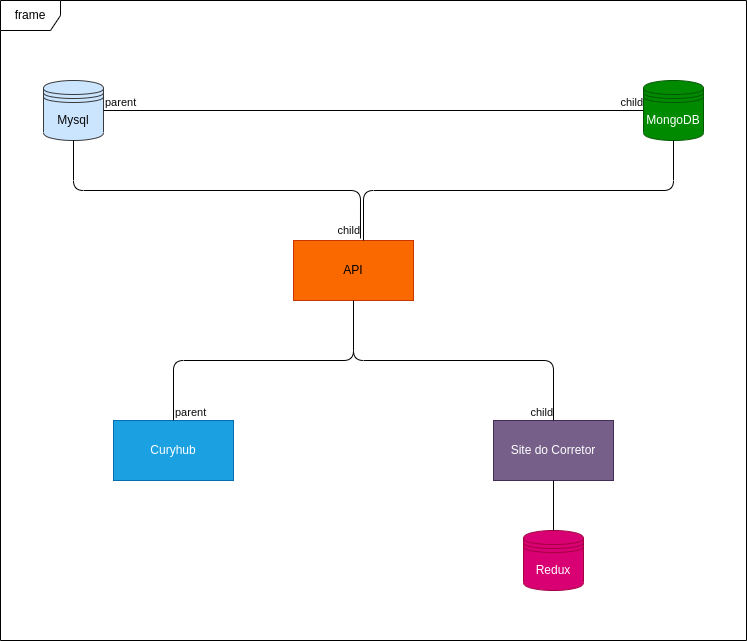 frame
parent
child
Mysql
MongoDB
child
API
parent
child
Curyhub
Site do Corretor
Redux